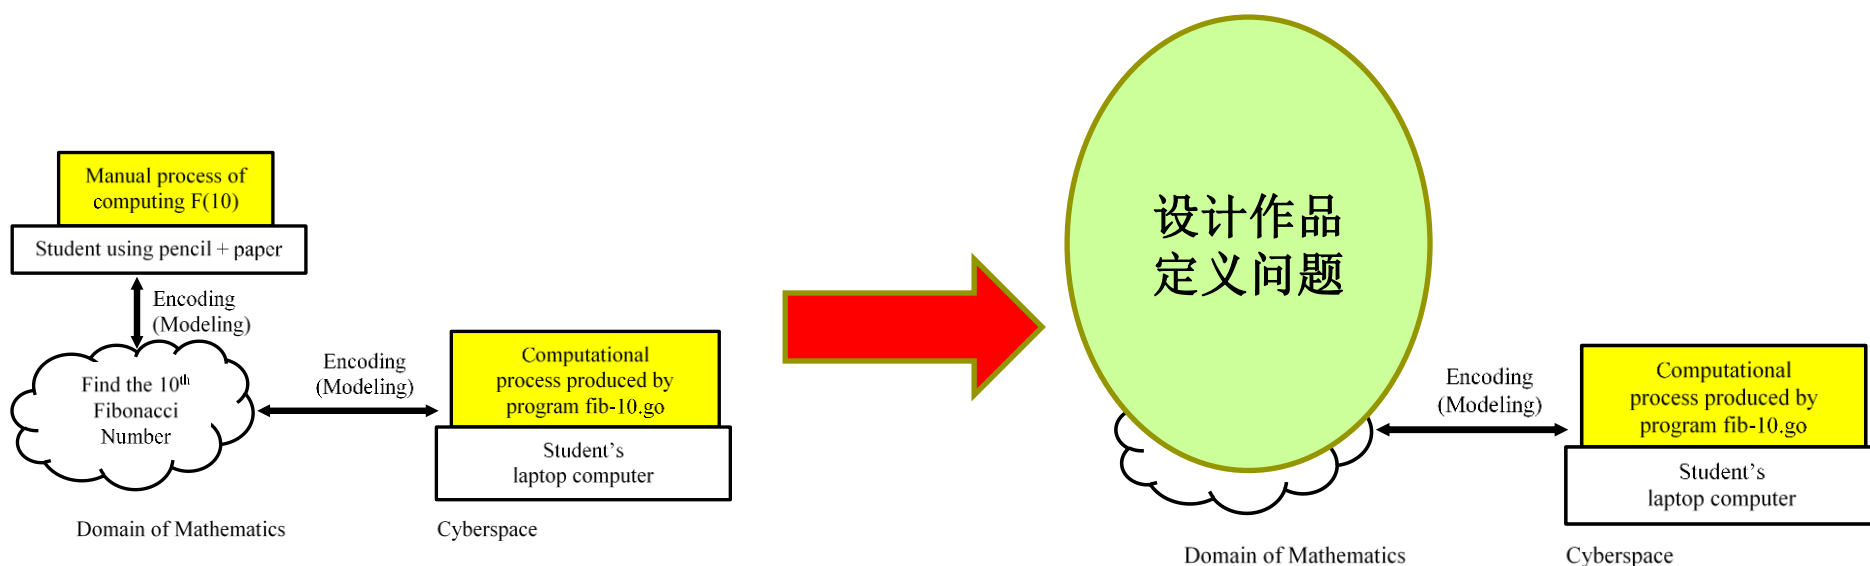 Manual process of
computing F(10)
Student using pencil + paper
Encoding
(Modeling)
Find the 10th
Fibonacci
Number
Encoding
(Modeling)
Computational
process produced by
program fib-10.go
Student’s
laptop computer
Domain of Mathematics
Cyberspace
设计作品
定义问题
Encoding
(Modeling)
Computational
process produced by
program fib-10.go
Student’s
laptop computer
Domain of Mathematics
Cyberspace